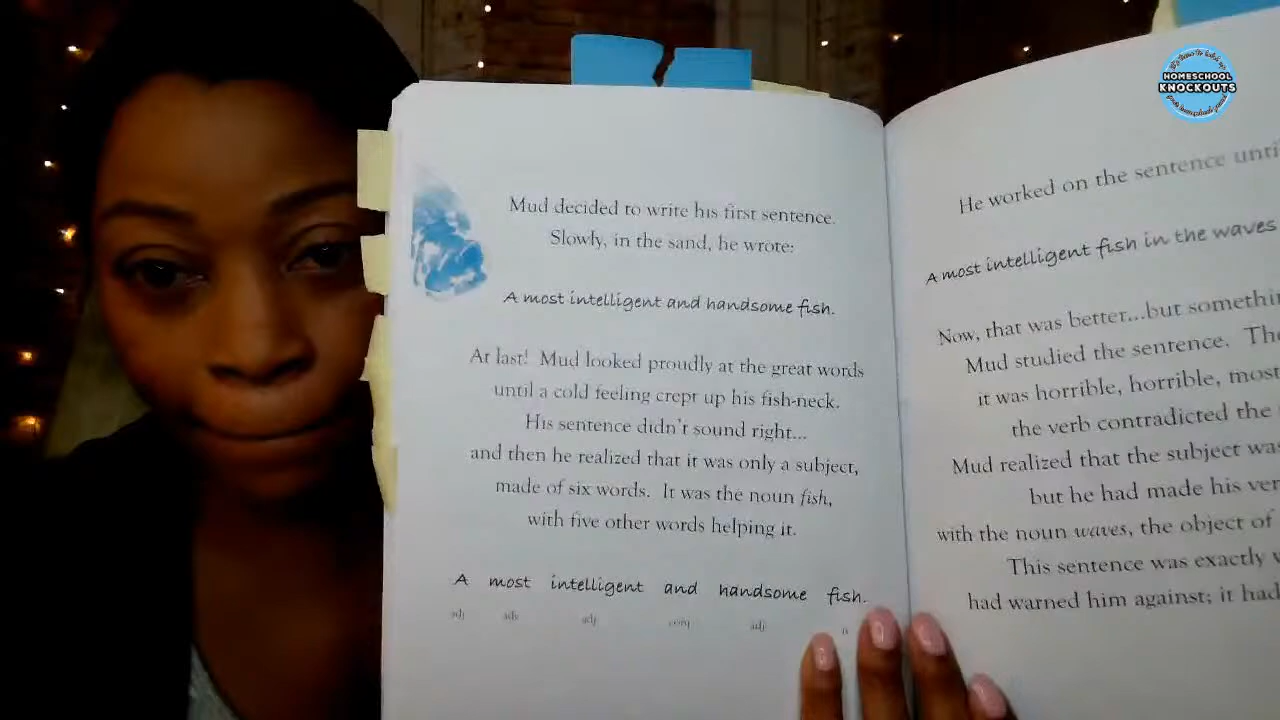 HOMESCHOOL
KNOCKOUTS
Mud decided to write his first sentence.
Slowly, in the sand, he wrote:
A most intelligent and handsome fish.
At last! Mud looked proudly at the great words
until a cold feeling crept up his fish-neck.
His sentence didn't sound right...
and then he realized that it was only a subject,
made of six words. It was the noun fish,
with five other words helping it.
A most intelligent and handsome fish.
adj adv adj conj adj n
He worked on the sentence until
A most intelligent fish in the waves
Now, that was better...but
Mud studied the sentence.
it was horrible, horrible, most
the verb contradicted the
Mud realized that the subject was
but he had made his
with the noun waves, the object of
This sentence was exactly
had warned him against; it had